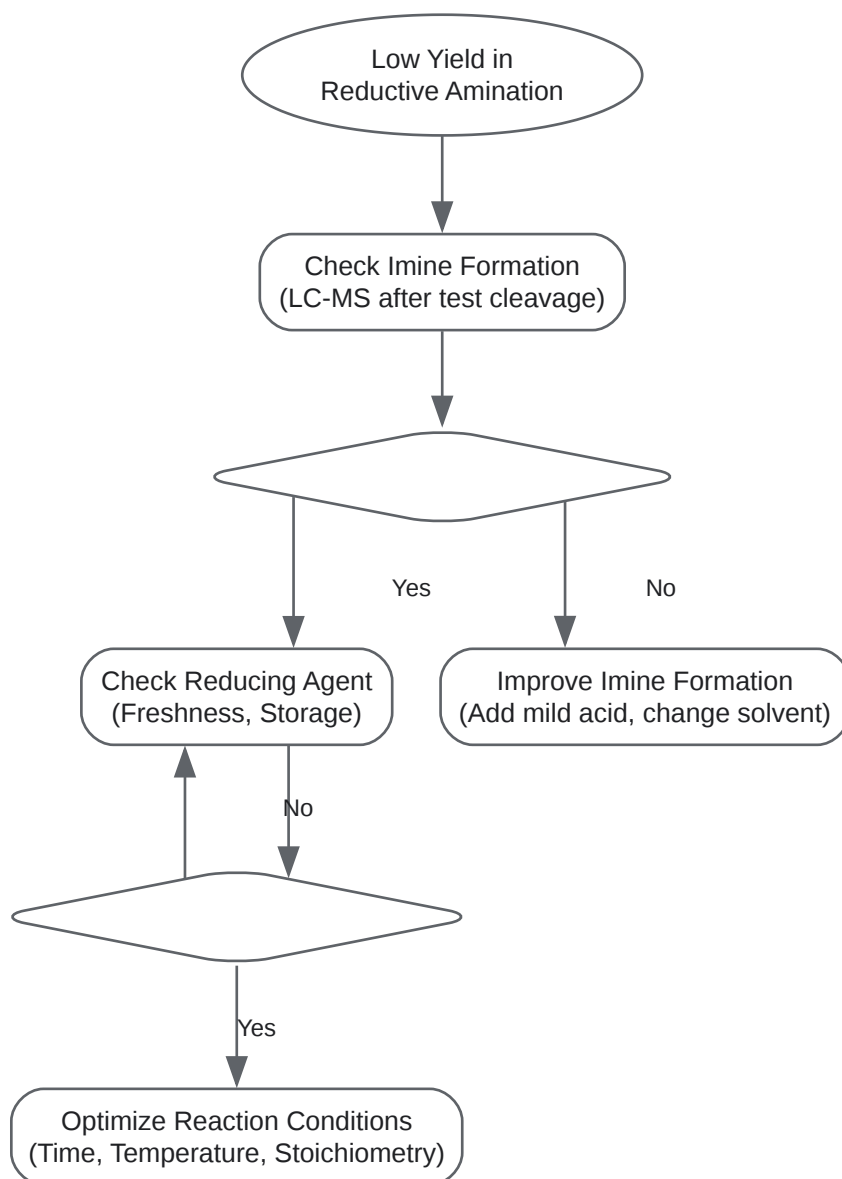 Low Yield in
Reductive Amination
Check Imine Formation
(LC-MS after test cleavage)
Yes
No
Check Reducing Agent
(Freshness, Storage)
Improve Imine Formation
(Add mild acid, change solvent)
No
Yes
Optimize Reaction Conditions
(Time, Temperature, Stoichiometry)